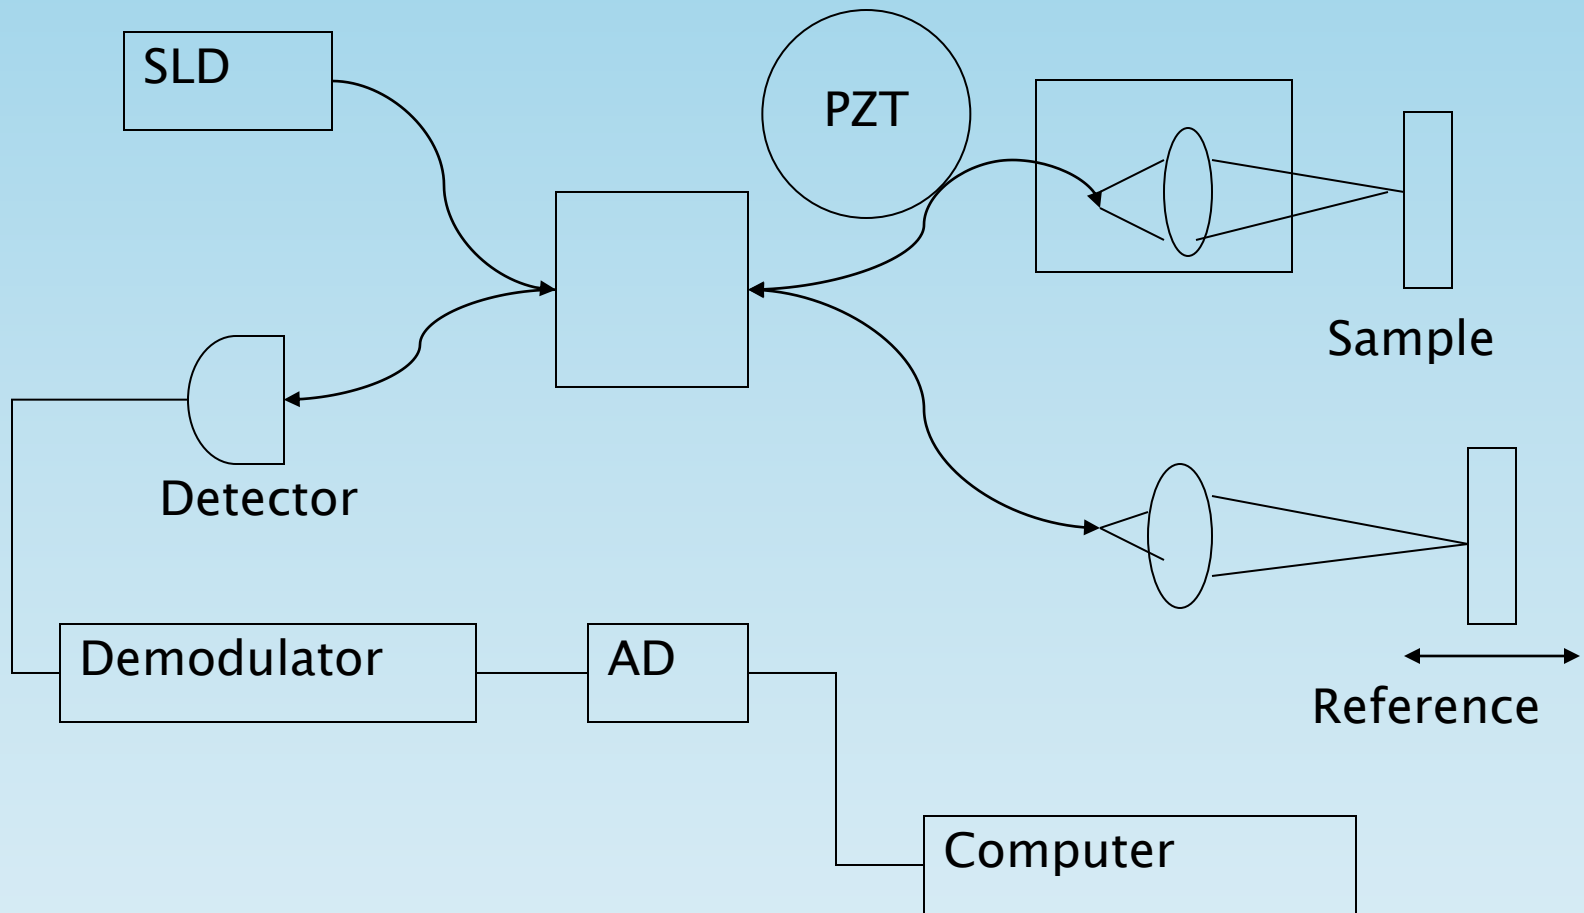 SLD
PZT
Sample
Detector
Demodulator
AD
Reference
Computer